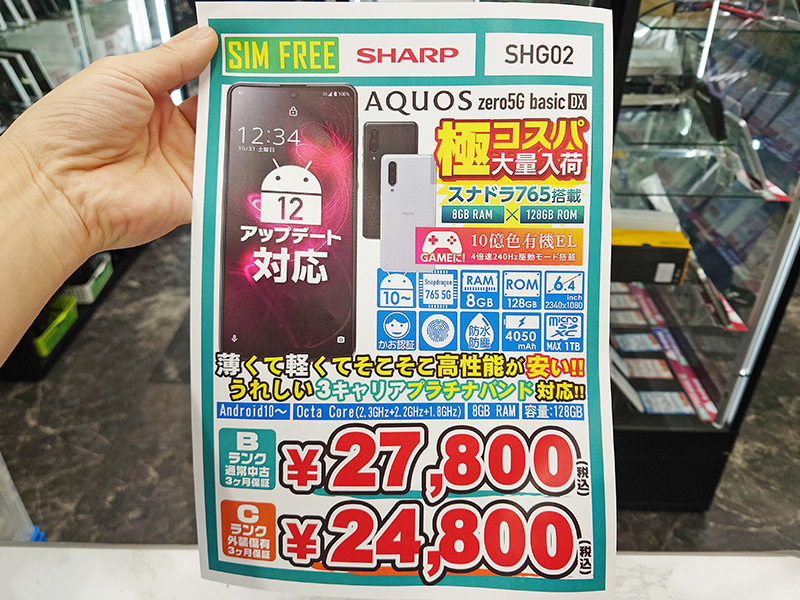 SIM FREE SHARP SHG02
AQUOS zero5G basic DX
12:34
10/31 土曜日
極コスパ
大量入荷
スナドラ765搭載
8GB RAM × 128GB ROM
GAMEに!
10億色有機EL
4倍速240Hz駆動モード搭載
12
アップデート
対応
10~
Snapdragon
765 5G
RAM
8GB
ROM
128GB
6.4
inch
2340x1080
かお認証
防水
防塵
4050
mAh
micro
XC
MAX 1TB
薄くて軽くてそこそこ高性能が安い!!
うれしい3キャリアプラチナバンド対応!!
Android10~ Octa Core(2.3GHz+2.2GHz+1.8GHz) 8GB RAM 容量:128GB
B
ランク
通常中古
3ヶ月保証
¥27,800(税込)
C
ランク
外装傷有
3ヶ月保証
¥24,800(税込)